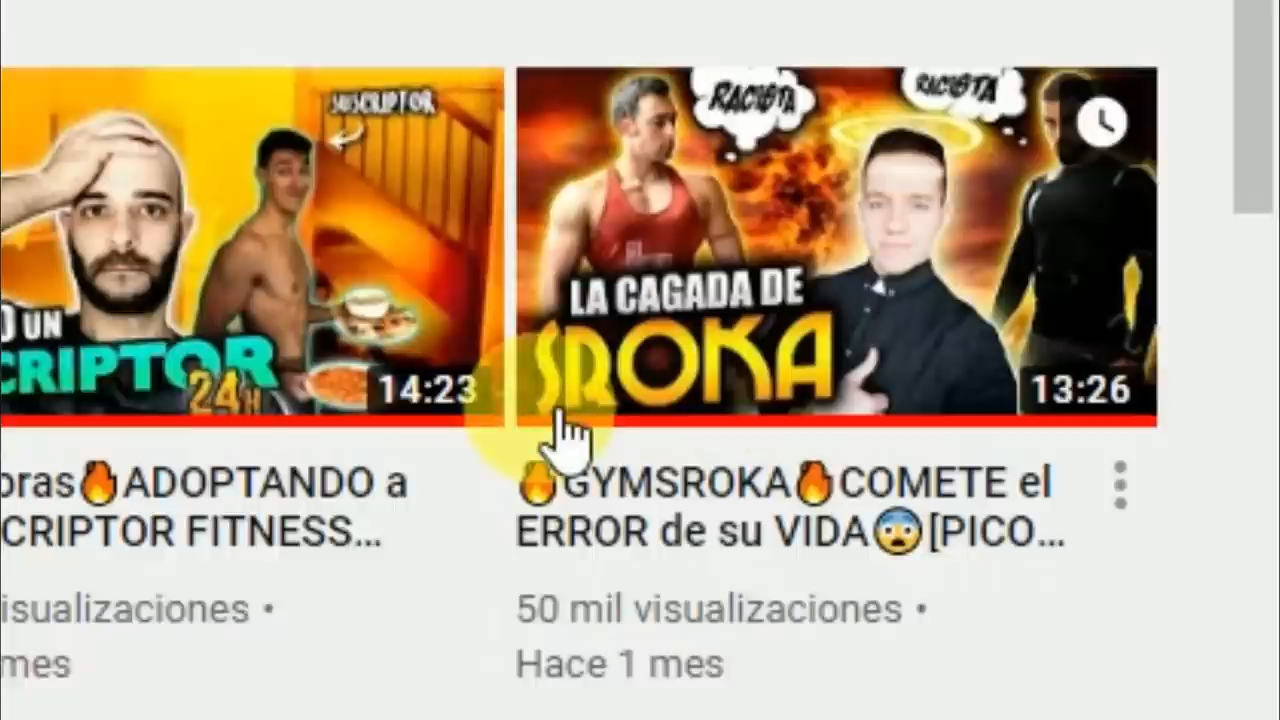 SUSCRIPTOR
O UN
CRIPTOR
24H
14:23
RACISTA
RACISTA
LA CAGADA DE
SROKA
13:26
oras🔥ADOPTANDO a
CRIPTOR FITNESS...
isualizaciones •
mes
🔥GYMSROKA🔥COMETE el
ERROR de su VIDA😨[PICO...
50 mil visualizaciones •
Hace 1 mes